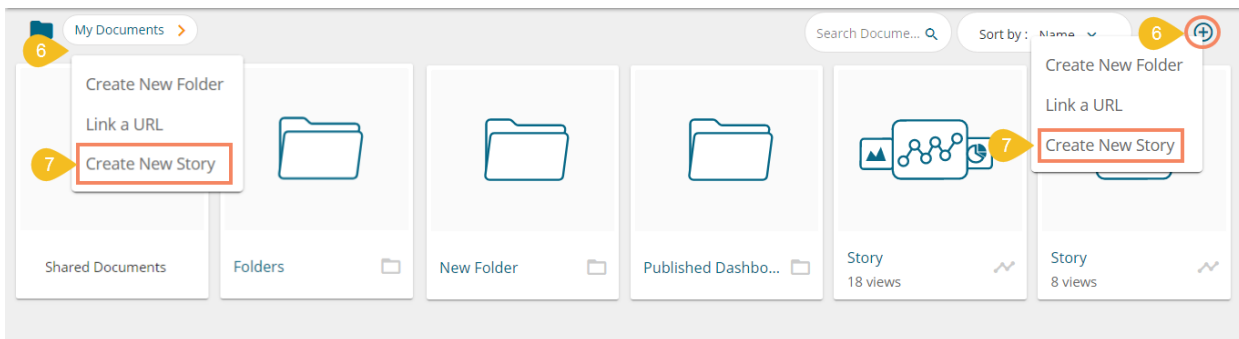 My Documents
Search Docume...
Sort by : Name
6
6
Create New Folder
Link a URL
7
Create New Story
Create New Folder
Link a URL
7
Create New Story
Shared Documents
Folders
New Folder
Published Dashbo...
Story
18 views
Story
8 views